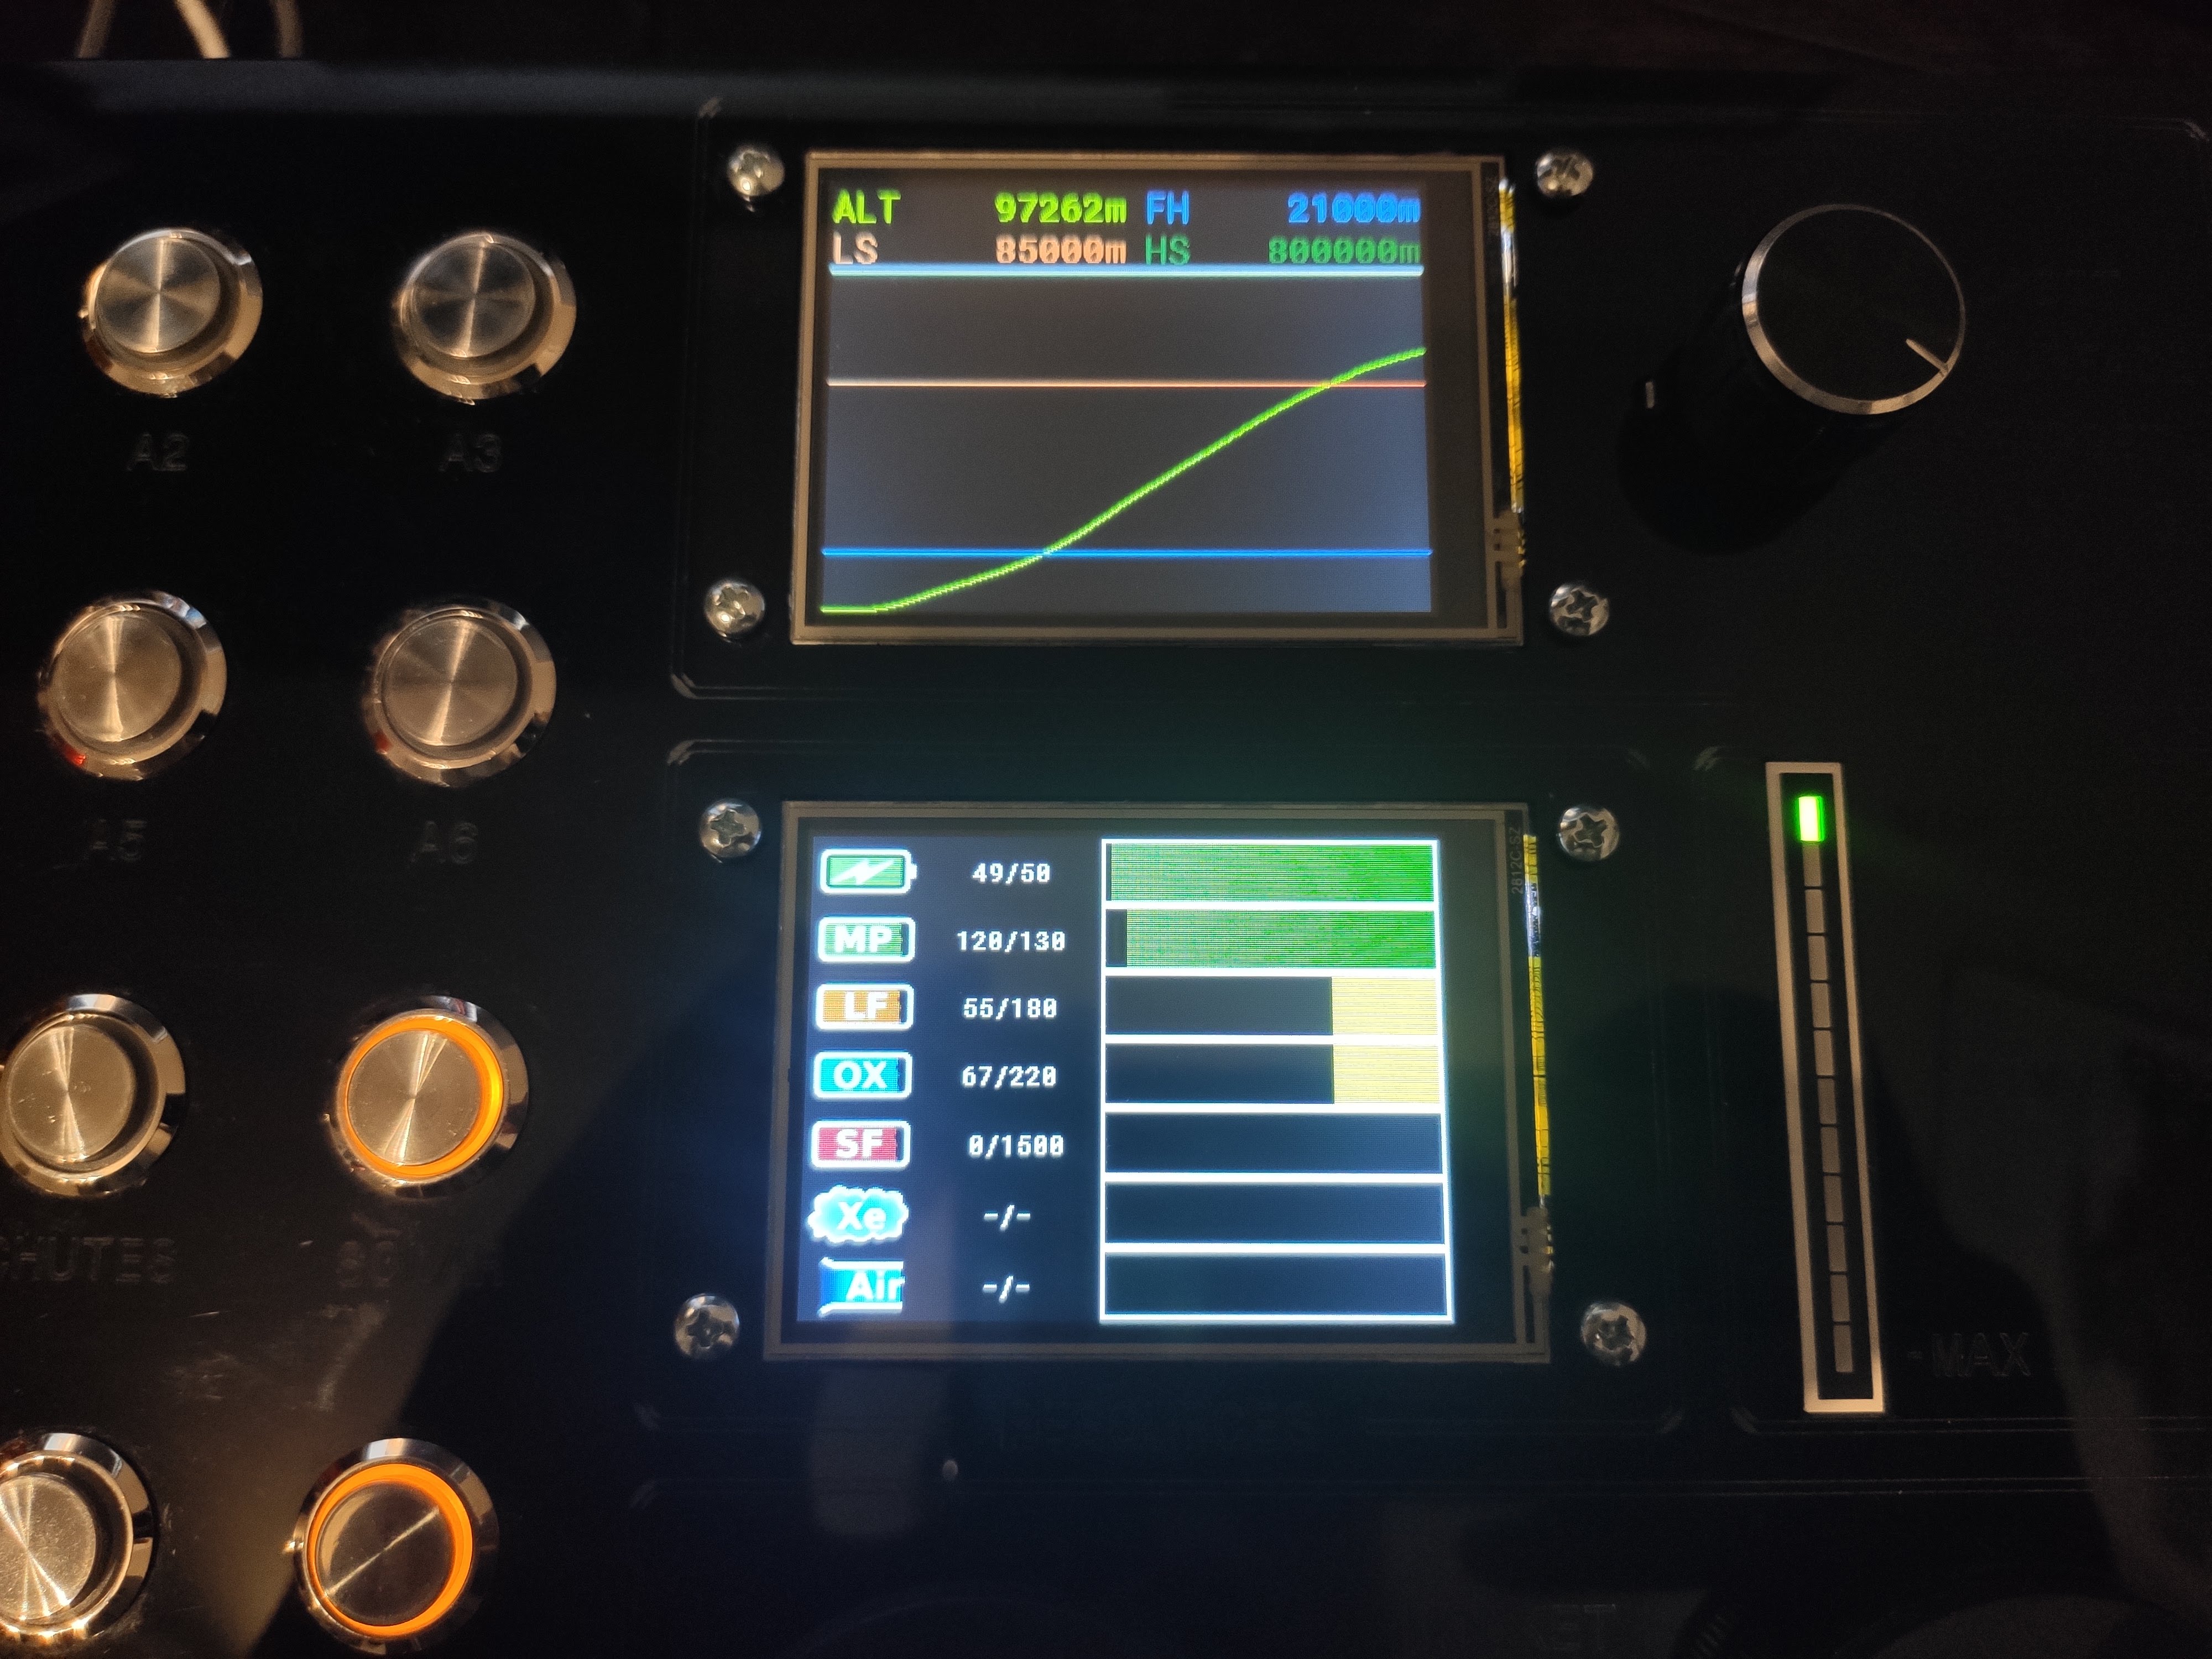 ALT 97262m FH 21000m
LS 85000m HS 800000m
A2 A3
A5 A6
49/50
MP 120/130
LF 55/180
OX 67/220
SF 0/1500
Xe -/-
Air -/-
CHUTES
- MAX